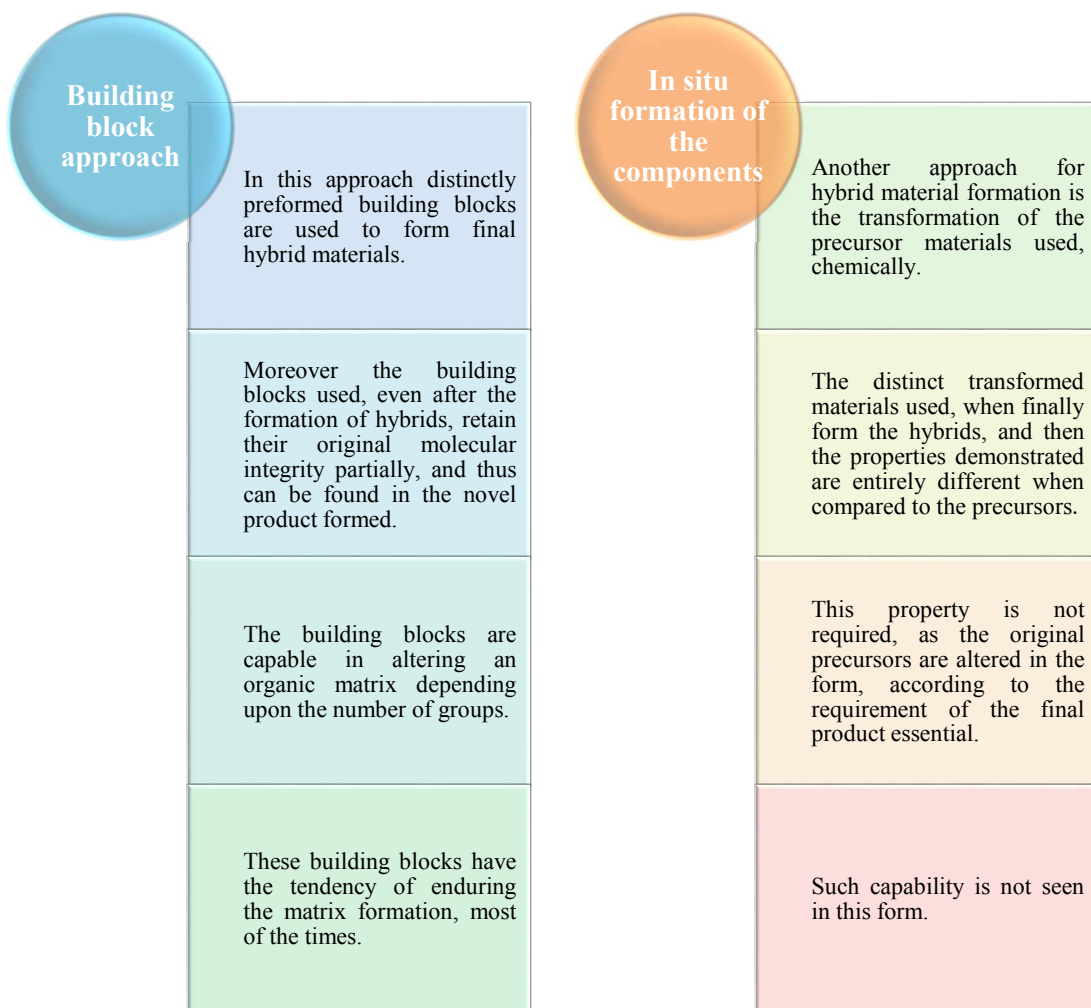 Building
block
approach
In this approach distinctly
preformed building blocks
are used to form final
hybrid materials.
Moreover the building
blocks used, even after the
formation of hybrids, retain
their original molecular
integrity partially, and thus
can be found in the novel
product formed.
The building blocks are
capable in altering an
organic matrix depending
upon the number of groups.
These building blocks have
the tendency of enduring
the matrix formation, most
of the times.
In situ
formation of
the
components
Another approach for
hybrid material formation is
the transformation of the
precursor materials used,
chemically.
The distinct transformed
materials used, when finally
form the hybrids, and then
the properties demonstrated
are entirely different when
compared to the precursors.
This property is not
required, as the original
precursors are altered in the
form, according to the
requirement of the final
product essential.
Such capability is not seen
in this form.